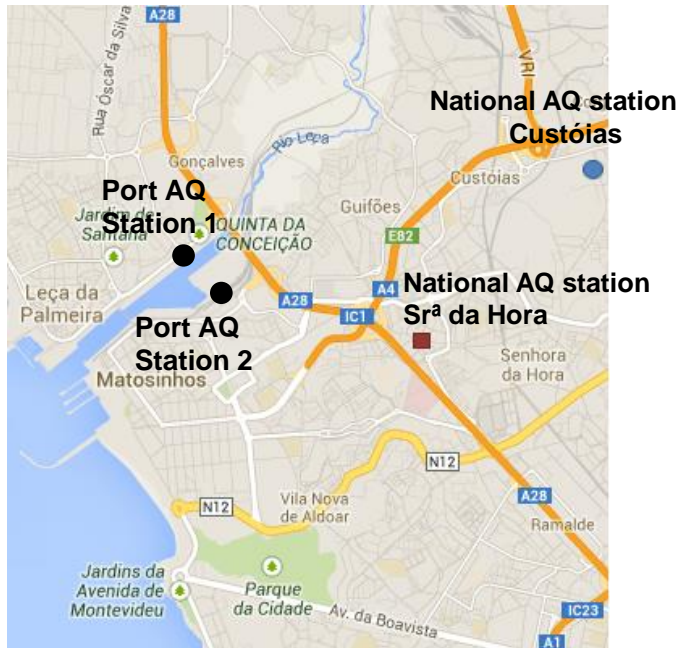 A28
Rua Óscar da Silva
VRI
National AQ station
Custóias
Rio Leça
Gonçalves
Custóias
Port AQ
Station 1
Jardim de
Santana
Guifões
QUINTA DA
CONCEIÇÃO
E82
Leça da
Palmeira
National AQ station
Srª da Hora
A4
A28
IC1
Port AQ
Station 2
Senhora
da Hora
Matosinhos
N12
A28
N12
Vila Nova
de Aldoar
Ramalde
Jardins da
Avenida de
Montevideu
Parque
da Cidade
Av. da Boavista
IC23
A1